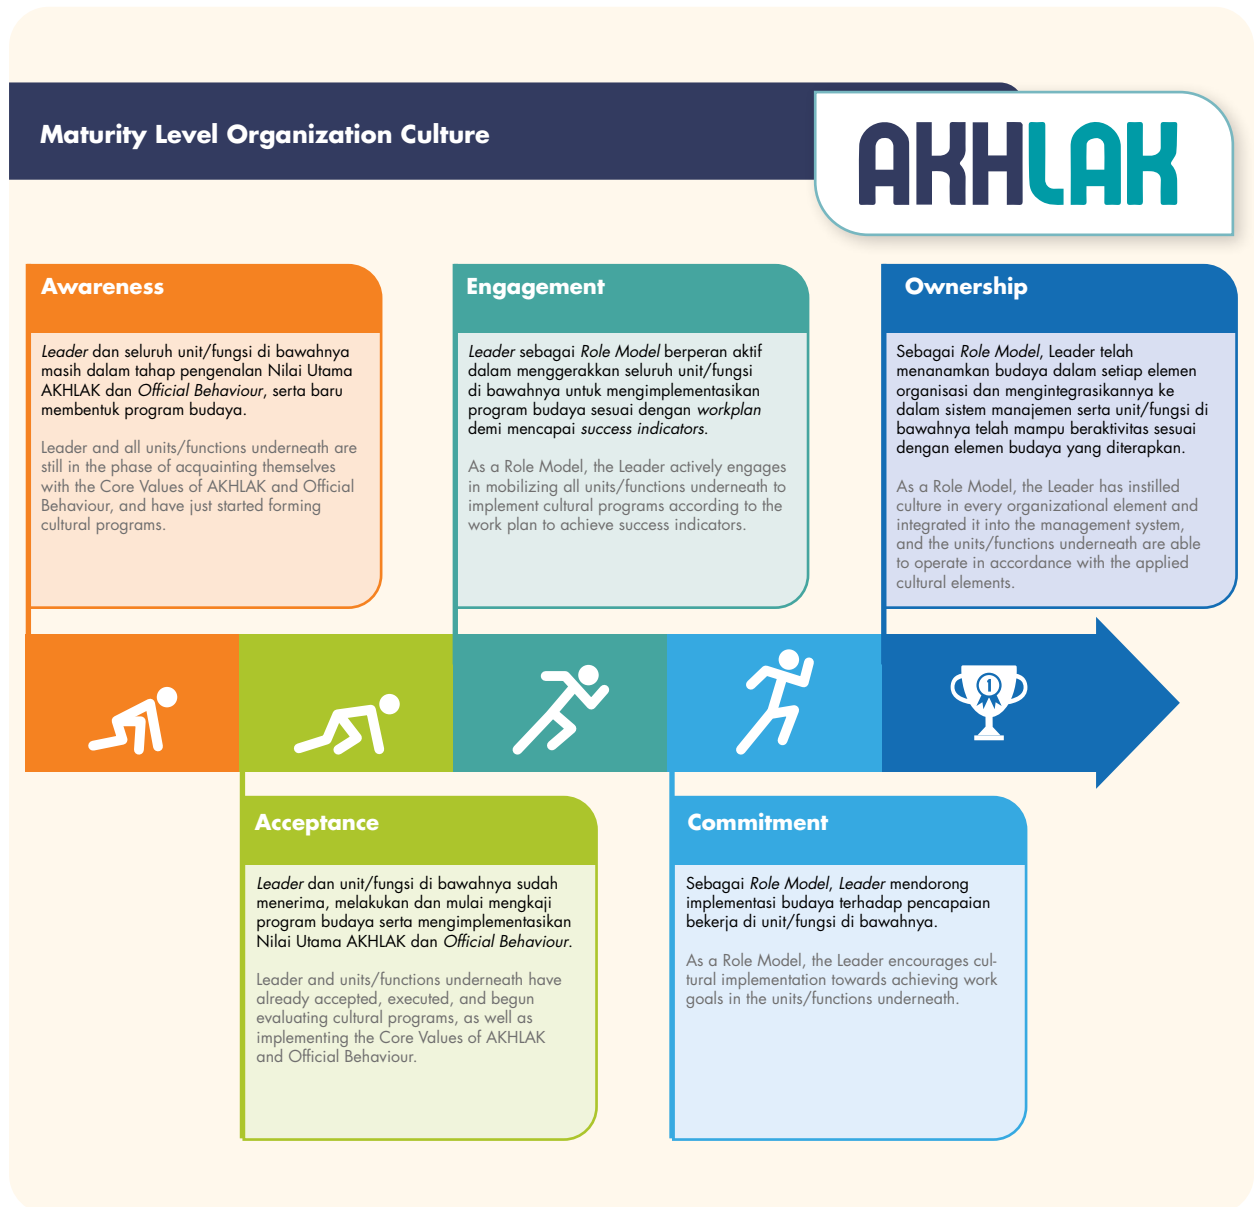 Maturity Level Organization Culture
AKHLAK
Awareness
Leader dan seluruh unit/fungsi di bawahnya
masih dalam tahap pengenalan Nilai Utama
AKHLAK dan Official Behaviour, serta baru
membentuk program budaya.
Leader and all units/functions underneath are
still in the phase of acquainting themselves
with the Core Values of AKHLAK and Official
Behaviour, and have just started forming
cultural programs.
Engagement
Leader sebagai Role Model berperan aktif
dalam menggerakkan seluruh unit/fungsi
di bawahnya untuk mengimplementasikan
program budaya sesuai dengan workplan
demi mencapai success indicators.
As a Role Model, the Leader actively engages
in mobilizing all units/functions underneath to
implement cultural programs according to the
work plan to achieve success indicators.
Ownership
Sebagai Role Model, Leader telah
menanamkan budaya dalam setiap elemen
organisasi dan mengintegrasikannya ke
dalam sistem manajemen serta unit/fungsi di
bawahnya telah mampu beraktivitas sesuai
dengan elemen budaya yang diterapkan.
As a Role Model, the Leader has instilled
culture in every organizational element and
integrated it into the management system,
and the units/functions underneath are able
to operate in accordance with the applied
cultural elements.
1
Acceptance
Leader dan unit/fungsi di bawahnya sudah
menerima, melakukan dan mulai mengkaji
program budaya serta mengimplementasikan
Nilai Utama AKHLAK dan Official Behaviour.
Leader and units/functions underneath have
already accepted, executed, and begun
evaluating cultural programs, as well as
implementing the Core Values of AKHLAK
and Official Behaviour.
Commitment
Sebagai Role Model, Leader mendorong
implementasi budaya terhadap pencapaian
bekerja di unit/fungsi di bawahnya.
As a Role Model, the Leader encourages cul-
tural implementation towards achieving work
goals in the units/functions underneath.